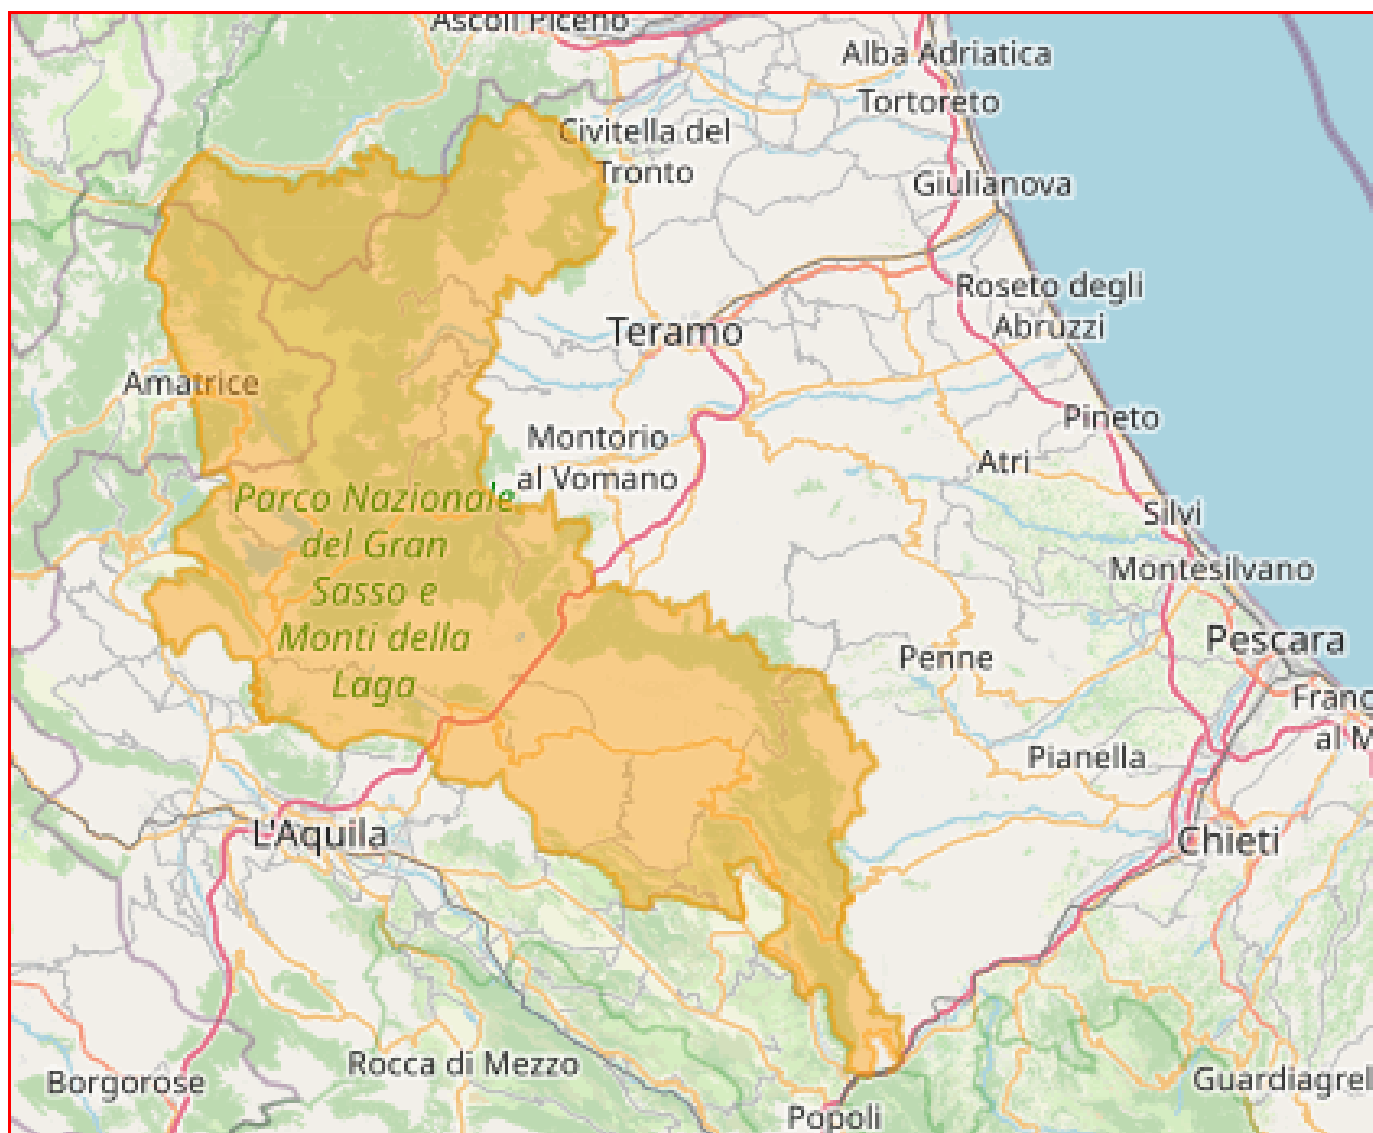 Ascoli Piceno
Alba Adriatica
Tortoreto
Civitella del
Tronto
Giulianova
Roseto degli
Abruzzi
Teramo
Amatrice
Pineto
Montorio
al Vomano
Atri
Parco Nazionale
del Gran
Sasso e
Monti della
Laga
Silvi
Montesilvano
Pescara
Penne
Franc
al M
Pianella
L'Aquila
Chieti
Rocca di Mezzo
Borgorose
Guardiagrel
Popoli